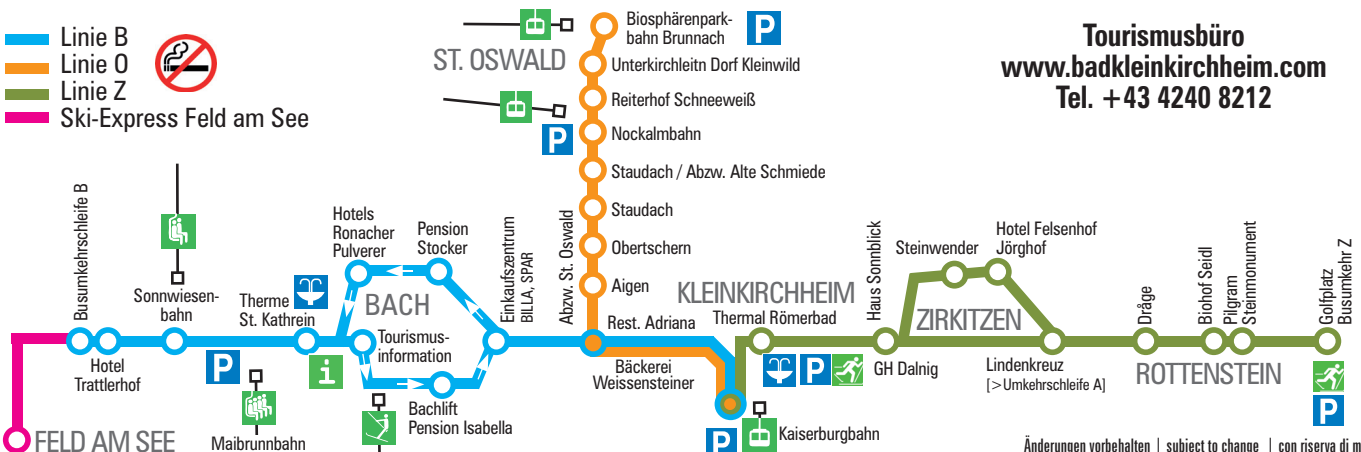 Linie B
Linie O
Linie Z
Ski-Express Feld am See
ST. OSWALD
Biosphärenpark-
bahn Brunnach
P
Unterkirchleitn Dorf Kleinwild
Reiterhof Schneeweiß
Nockalmbahn
P
Staudach / Abzw. Alte Schmiede
Staudach
Obertschern
Aigen
Tourismusbüro
www.badkleinkirchheim.com
Tel. +43 4240 8212
Busumkehrschleife B
Hotel
Trattlerhof
Sonnwiesen-
bahn
P
Maibrunnbahn
Therme
St. Kathrein
i
Hotels
Ronacher
Pulverer
Pension
Stocker
BACH
Tourismus-
information
Bachlift
Pension Isabella
Einkaufszentrum
BILLA, SPAR
Abzw. St. Oswald
Rest. Adriana
Bäckerei
Weissensteiner
KLEINKIRCHHEIM
Thermal Römerbad
P
P
Kaiserburgbahn
Haus Sonnblick
GH Dalnig
Steinwender
Hotel Felsenhof
Jörghof
ZIRKITZEN
Lindenkreuz
[>Umkehrschleife A]
Dräge
Biohof Seidl
Pilgram
Steinmonument
ROTTENSTEIN
Golfplatz
Busumkehr Z
P
FELD AM SEE
Änderungen vorbehalten | subject to change | con riserva di m